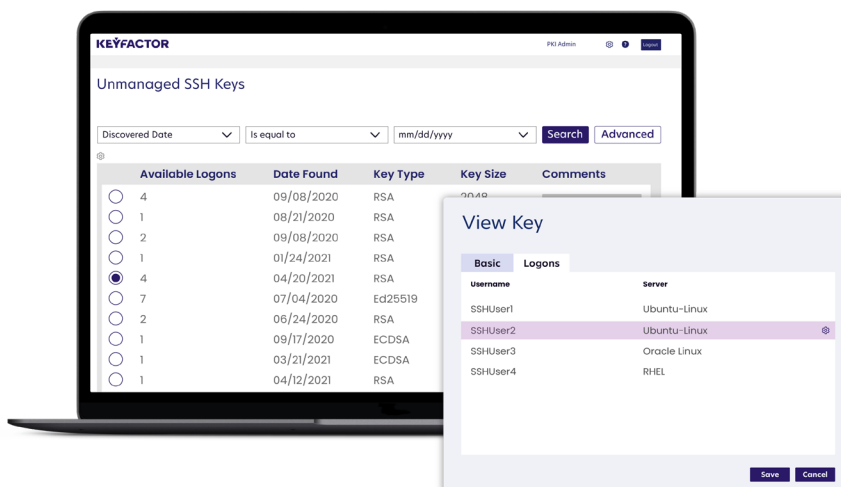 KEYFACTOR
PKI Admin ? Logout
Unmanaged SSH Keys
Discovered Date Is equal to mm/dd/yyyy Search Advanced
Available Logons Date Found Key Type Key Size Comments
4 09/08/2020 RSA 2048
1 08/21/2020 RSA
2 09/08/2020 RSA
1 01/24/2021 RSA
4 04/20/2021 RSA
7 07/04/2020 Ed25519
2 06/24/2020 RSA
1 09/17/2020 ECDSA
1 03/21/2021 ECDSA
1 04/12/2021 RSA
View Key
Basic Logons
Username Server
SSHUser1 Ubuntu-Linux
SSHUser2 Ubuntu-Linux
SSHUser3 Oracle Linux
SSHUser4 RHEL
Save Cancel